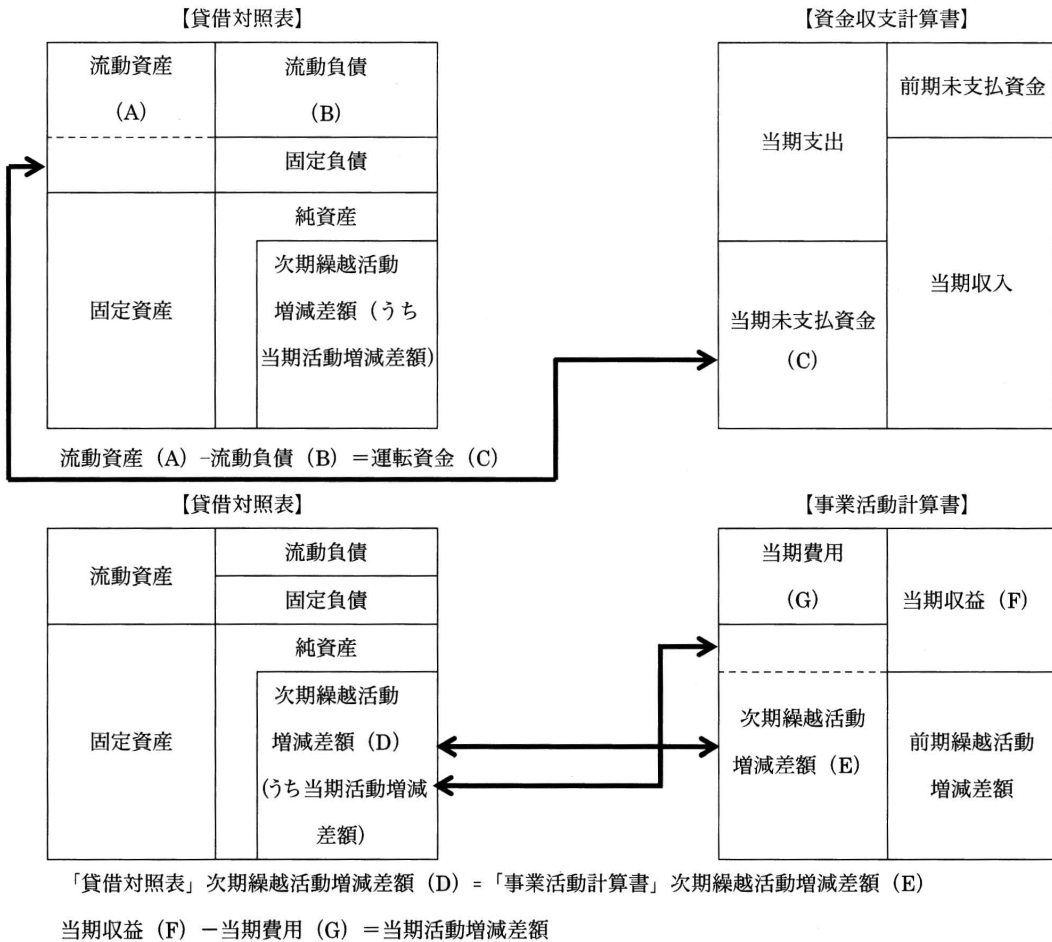 【貸借対照表】
【資金収支計算書】
流動資産
(A)
流動負債
(B)
固定負債
固定資産
純資産
次期繰越活動
増減差額(うち
当期活動増減差額)
当期支出
前期未支払資金
当期未支払資金
(C)
当期収入
流動資産(A)-流動負債(B)=運転資金(C)
【貸借対照表】
【事業活動計算書】
流動資産
流動負債
固定負債
固定資産
純資産
次期繰越活動
増減差額(D)
(うち当期活動増減
差額)
当期費用
(G)
当期収益(F)
次期繰越活動
増減差額(E)
前期繰越活動
増減差額
「貸借対照表」次期繰越活動増減差額(D)=「事業活動計算書」次期繰越活動増減差額(E)
当期収益(F)-当期費用(G)=当期活動増減差額